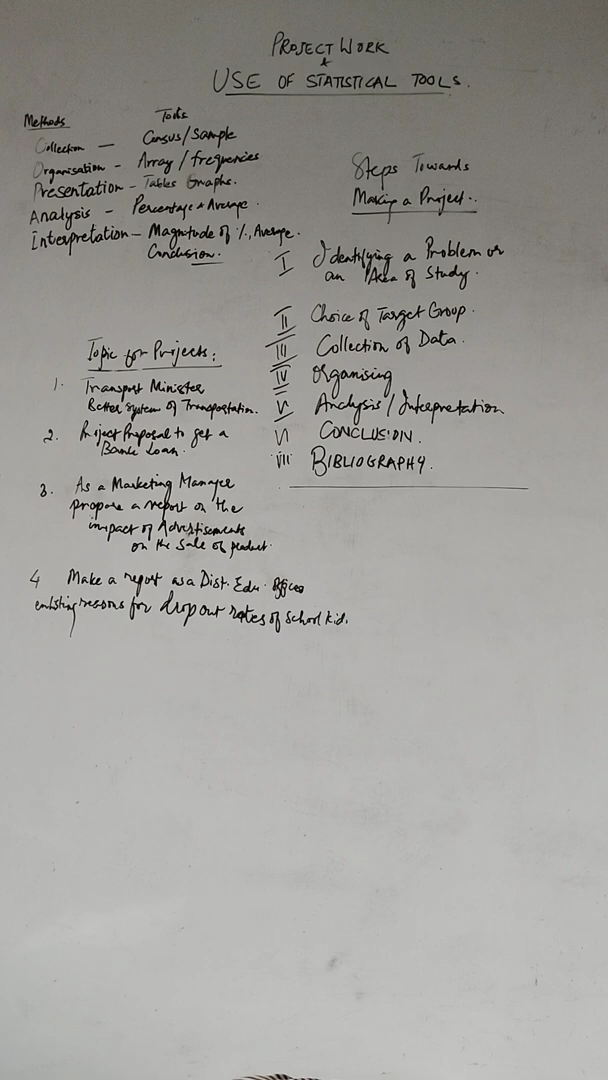 PROJECT WORK
&
USE OF STATISTICAL TOOLS.
Methods Tools
Collection — Census/Sample
Organisation - Array / frequencies
Presentation - Tables Graphs.
Analysis - Percentage & Average.
Interpretation - Magnitude of %, Average.
Conclusion.
Steps Towards
Making a Project.
I Identifying a Problem or
an Area of Study.
II Choice of Target Group.
III Collection of Data.
IV Organising
V Analysis / Interpretation
VI CONCLUSION.
VII BIBLIOGRAPHY.
Topic for Projects:
1. Transport Minister
Better System of Transportation.
2. Project Proposal to get a
Bank Loan.
3. As a Marketing Manager
propose a report on the
impact of Advertisements
on the sale of product.
4 Make a report as a Dist. Edu. Officer
enlisting reasons for drop out rates of School Kid.